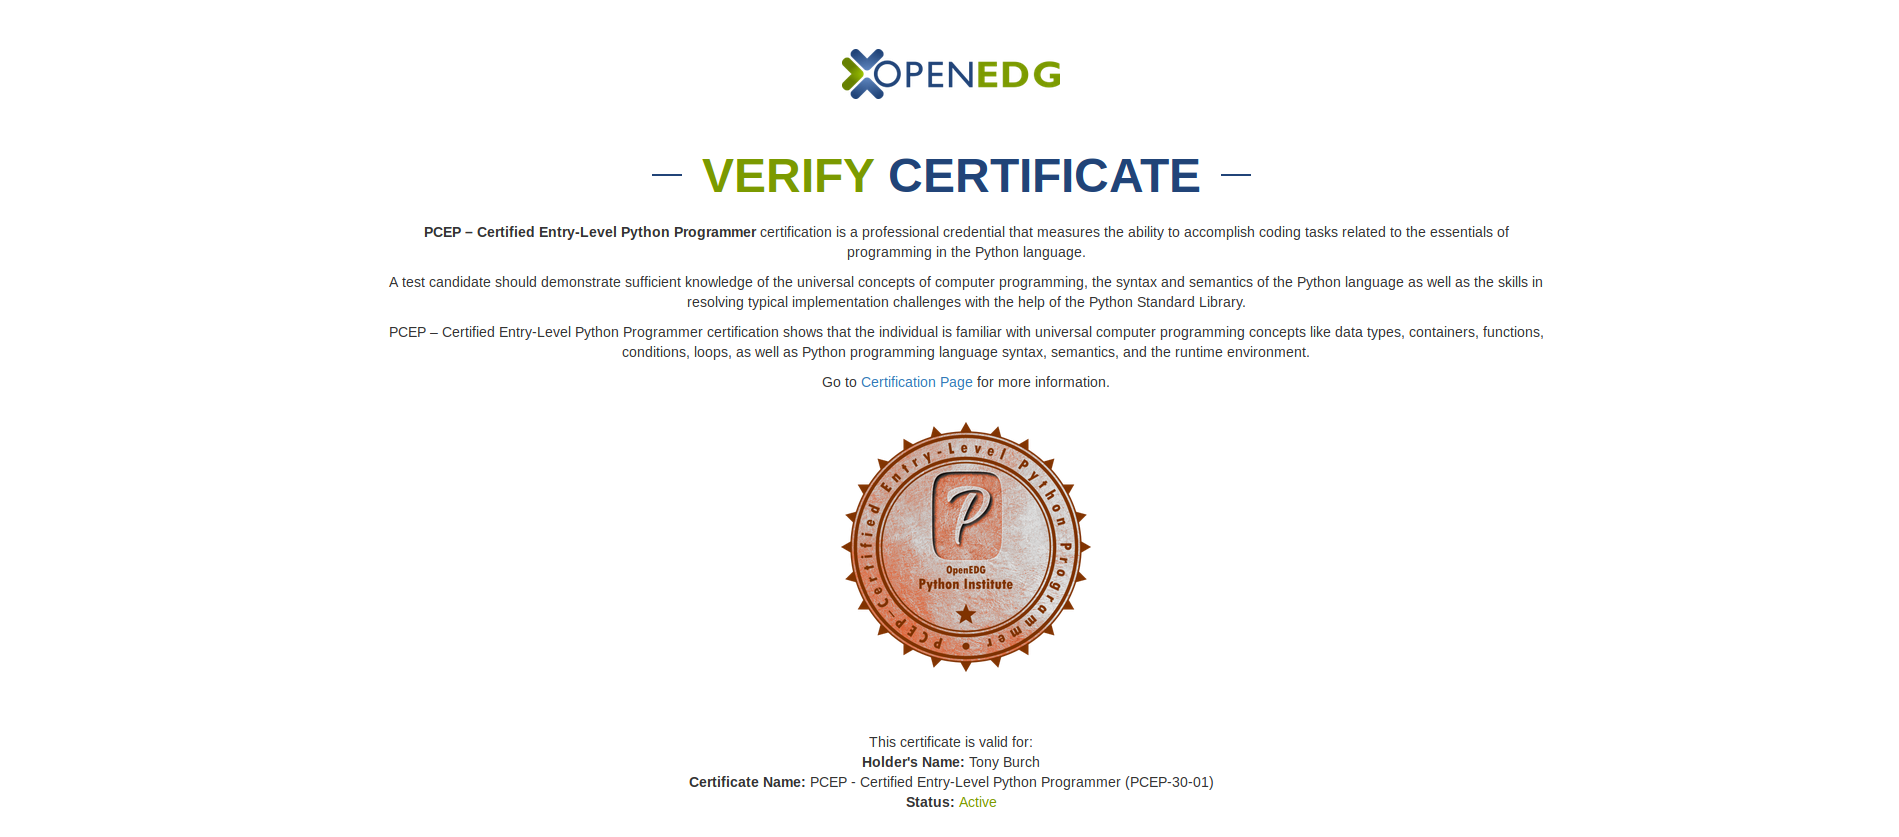 OPENEDG
VERIFY CERTIFICATE
PCEP – Certified Entry-Level Python Programmer certification is a professional credential that measures the ability to accomplish coding tasks related to the essentials of
programming in the Python language.
A test candidate should demonstrate sufficient knowledge of the universal concepts of computer programming, the syntax and semantics of the Python language as well as the skills in
resolving typical implementation challenges with the help of the Python Standard Library.
PCEP – Certified Entry-Level Python Programmer certification shows that the individual is familiar with universal computer programming concepts like data types, containers, functions,
conditions, loops, as well as Python programming language syntax, semantics, and the runtime environment.
Go to Certification Page for more information.
PCEP–Certified Entry-Level Python Programmer
P
OpenEDG
Python Institute
This certificate is valid for:
Holder's Name: Tony Burch
Certificate Name: PCEP - Certified Entry-Level Python Programmer (PCEP-30-01)
Status: Active